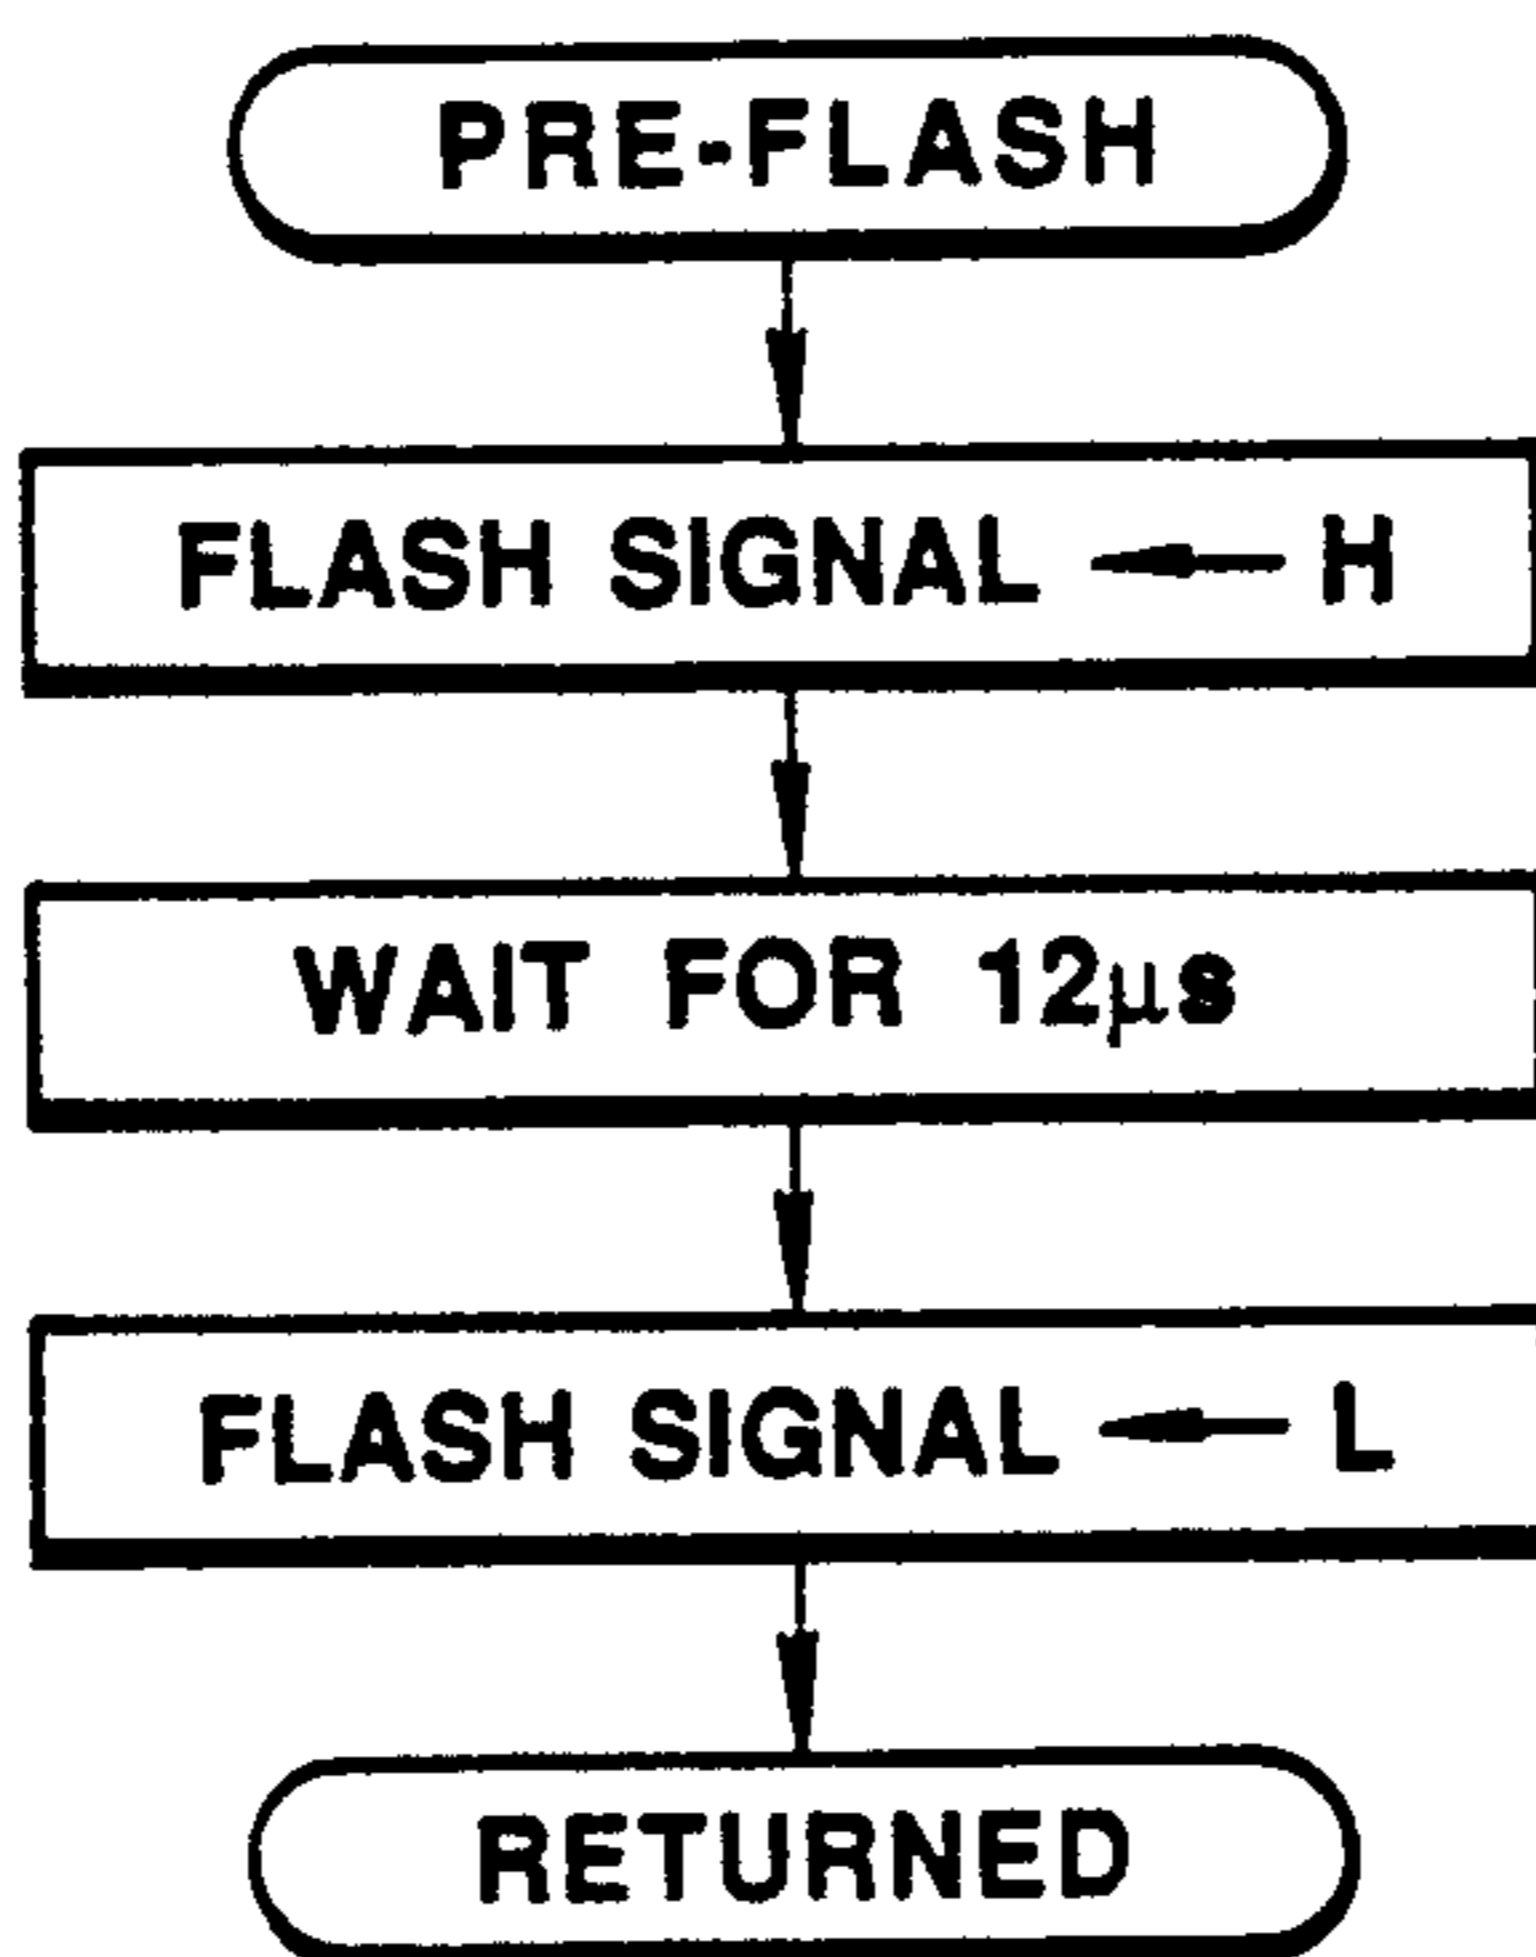 PRE-FLASH
FLASH SIGNAL ← H
WAIT FOR 12µs
FLASH SIGNAL ← L
RETURNED